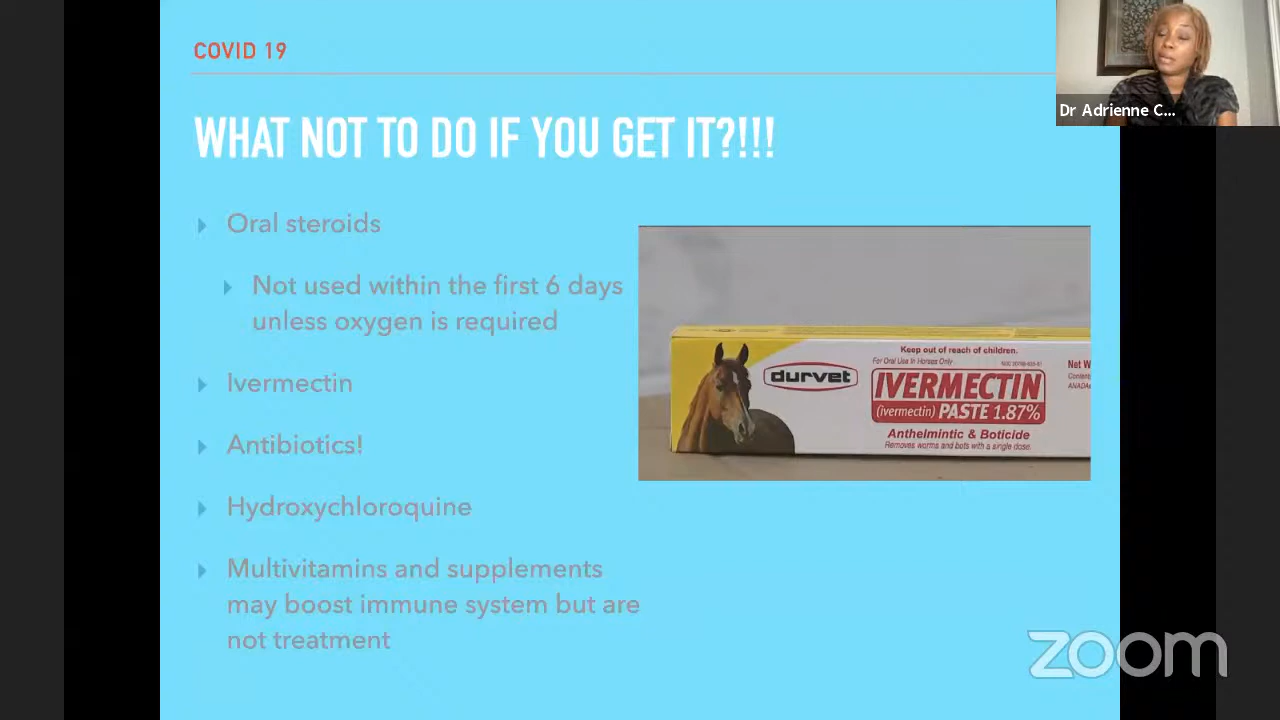 COVID 19
Dr Adrienne C...
WHAT NOT TO DO IF YOU GET IT?!!!
Oral steroids
Not used within the first 6 days
unless oxygen is required
Ivermectin
Antibiotics!
Hydroxychloroquine
Multivitamins and supplements
may boost immune system but are
not treatment
Keep out of reach of children.
For Oral Use In Horses Only
Net W
durvet
IVERMECTIN
(ivermectin) PASTE 1.87%
Anthelmintic & Boticide
Removes worms and bots with a single dose.
zoom